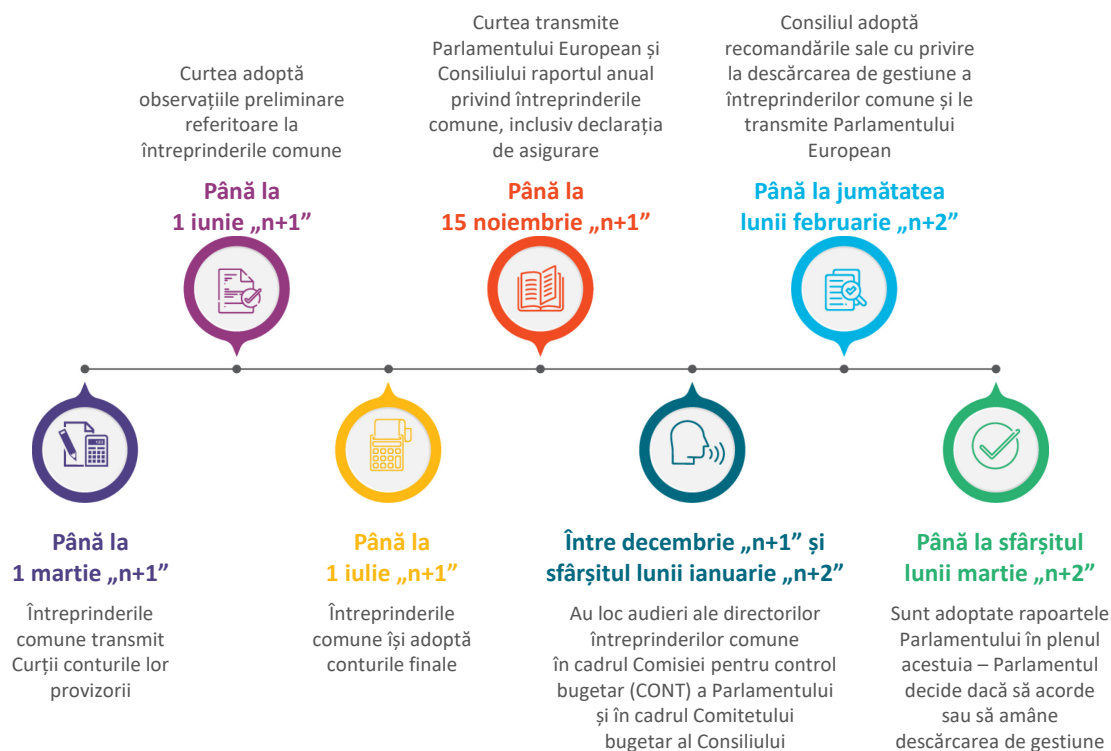 Curtea adoptă
observațiile preliminare
referitoare la
întreprinderile comune
Până la
1 iunie „n+1”
Curtea transmite
Parlamentului European și
Consiliului raportul anual
privind întreprinderile
comune, inclusiv declarația
de asigurare
Până la
15 noiembrie „n+1”
Consiliul adoptă
recomandările sale cu privire
la descărcarea de gestiune a
întreprinderilor comune și le
transmite Parlamentului
European
Până la jumătatea
lunii februarie „n+2”
Până la
1 martie „n+1”
Întreprinderile
comune transmit
Curții conturile lor
provizorii
Până la
1 iulie „n+1”
Întreprinderile
comune își adoptă
conturile finale
Între decembrie „n+1” și
sfârșitul lunii ianuarie „n+2”
Au loc audieri ale directorilor
întreprinderilor comune
în cadrul Comisiei pentru control
bugetar (CONT) a Parlamentului
și în cadrul Comitetului
bugetar al Consiliului
Până la sfârșitul
lunii martie „n+2”
Sunt adoptate rapoartele
Parlamentului în plenul
acestuia – Parlamentul
decide dacă să acorde
sau să amâne
descărcarea de gestiune